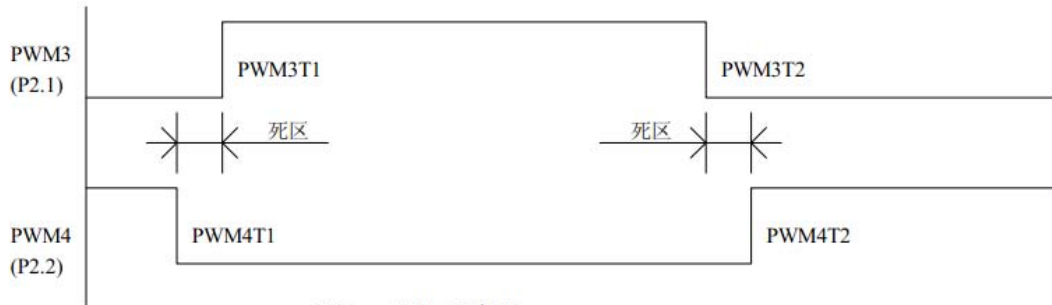 PWM3
(P2.1)
PWM3T1
PWM3T2
死区
死区
PWM4
(P2.2)
PWM4T1
PWM4T2